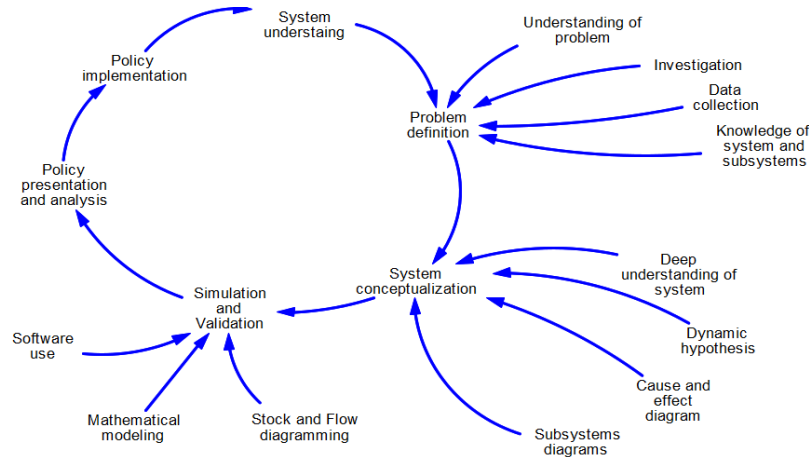 System
understaing
Understanding of
problem
Policy
implementation
Investigation
Data
collection
Problem
definition
Knowledge of
system and
subsystems
Policy
presentation
and analysis
System
conceptualization
Deep
understanding of
system
Simulation
and
Validation
Dynamic
hypothesis
Software
use
Cause and
effect
diagram
Mathematical
modeling
Stock and Flow
diagramming
Subsystems
diagrams